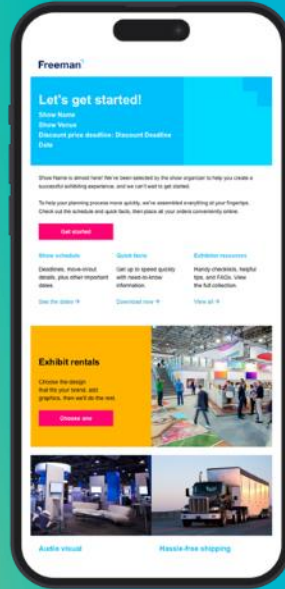 Freeman
Let's get started!
Show Name
Show Venue
Discount price deadline: Discount Deadline
Date
Show Name is almost here! We've been selected by the show organizer to help you create a
successful exhibiting experience, and we can't wait to get started.
To help your planning process move quickly, we've assembled everything at your fingertips.
Check out the schedule and quick facts, then place all your orders conveniently online.
Get started
Show schedule
Deadlines, move-in/out
details, plus other important
dates.
See the dates →
Quick facts
Get up to speed quickly
with need-to-know
information.
Download now →
Exhibitor resources
Handy checklists, helpful
tips, and FAQs. View
the full collection.
View all →
Exhibit rentals
Choose the design
that fits your brand, add
graphics, then we'll do the rest.
Choose one
Audio visual
Hassle-free shipping